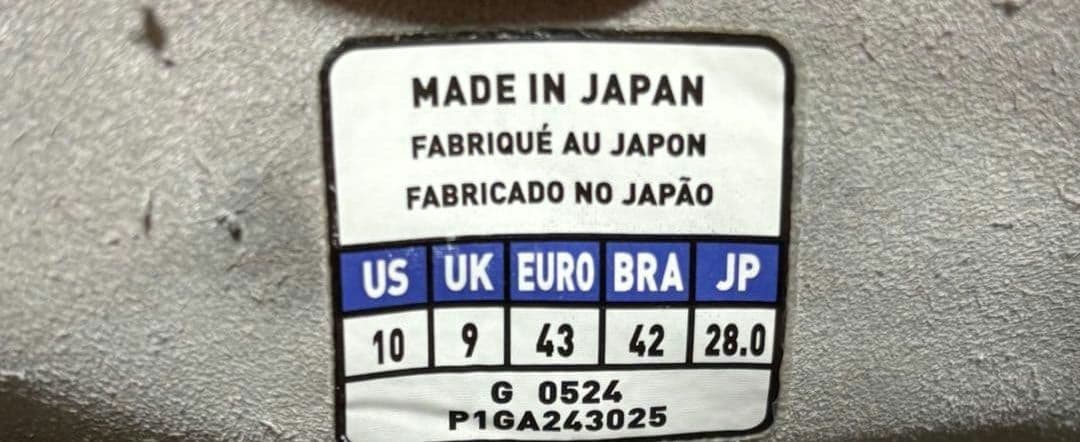 MADE IN JAPAN
FABRIQUÉ AU JAPON
FABRICADO NO JAPÃO
US UK EURO BRA JP
10 9 43 42 28.0
G 0524
P1GA243025